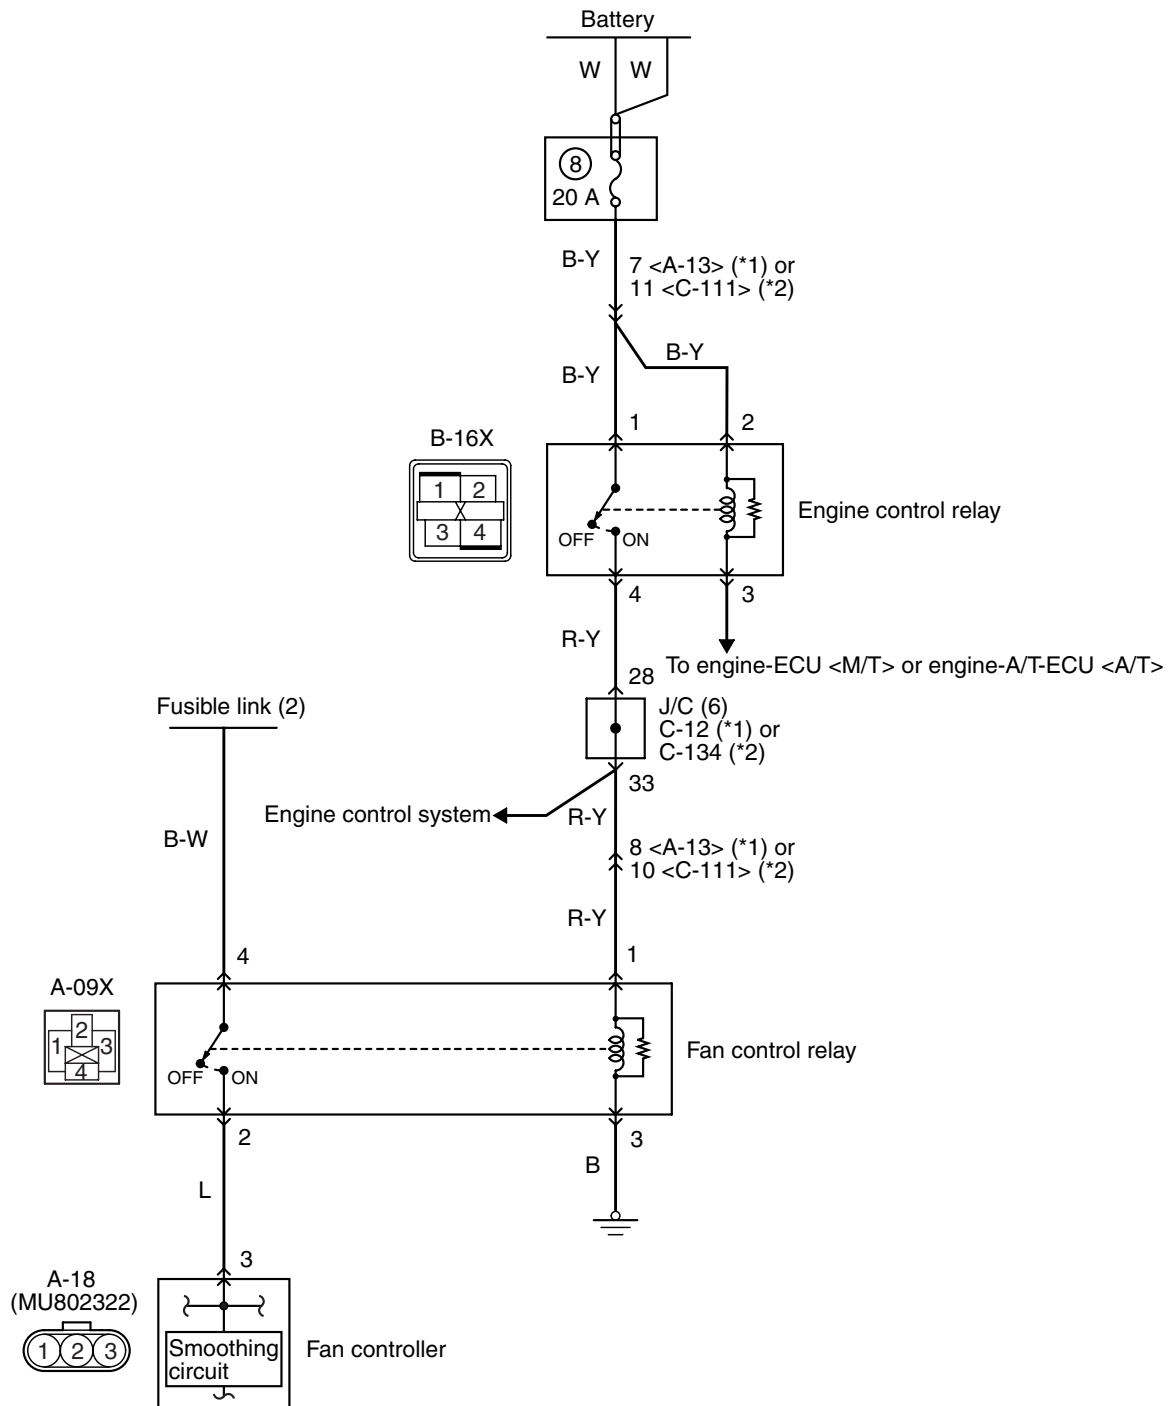 Battery
W W
8
20 A
B-Y
7 <A-13> (*1) or
11 <C-111> (*2)
B-Y
B-Y
1
2
B-16X
1 2
3 4
OFF ON
Engine control relay
4
3
R-Y
To engine-ECU <M/T> or engine-A/T-ECU <A/T>
28
J/C (6)
C-12 (*1) or
C-134 (*2)
33
Fusible link (2)
Engine control system
R-Y
B-W
8 <A-13> (*1) or
10 <C-111> (*2)
R-Y
4
1
A-09X
2
1 3
4
OFF ON
Fan control relay
2
3
B
L
3
A-18
(MU802322)
1 2 3
Smoothing
circuit
Fan controller